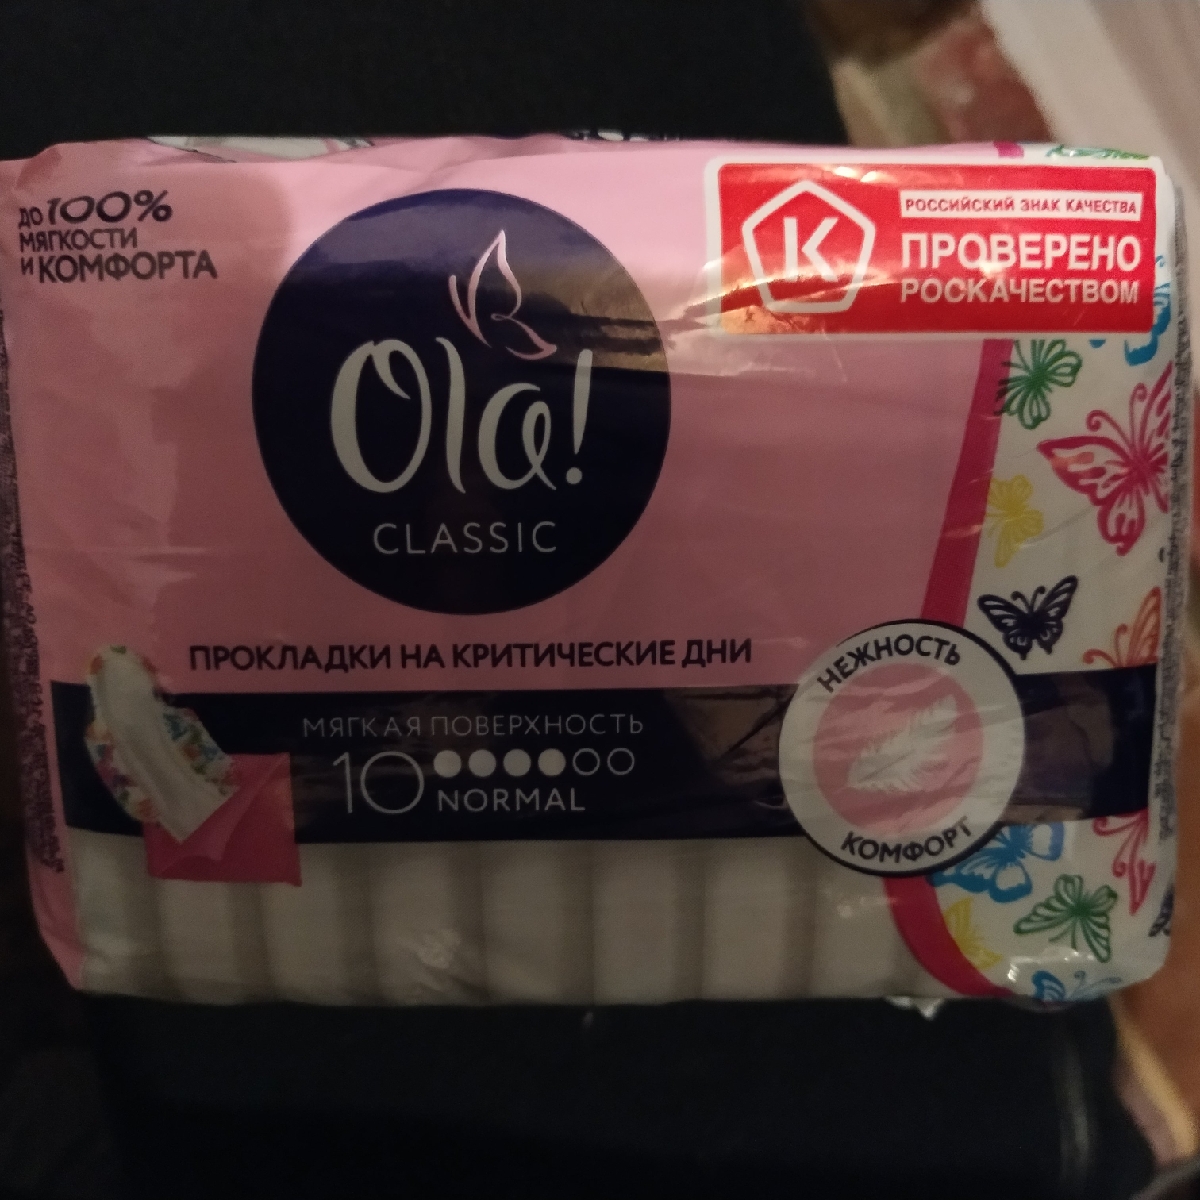 ДО 100%
МЯГКОСТИ
И КОМФОРТА
Ola!
CLASSIC
К
РОССИЙСКИЙ ЗНАК КАЧЕСТВА
ПРОВЕРЕНО
РОСКАЧЕСТВОМ
ПРОКЛАДКИ НА КРИТИЧЕСКИЕ ДНИ
МЯГКАЯ ПОВЕРХНОСТЬ
10
NORMAL
НЕЖНОСТЬ
КОМФОРТ